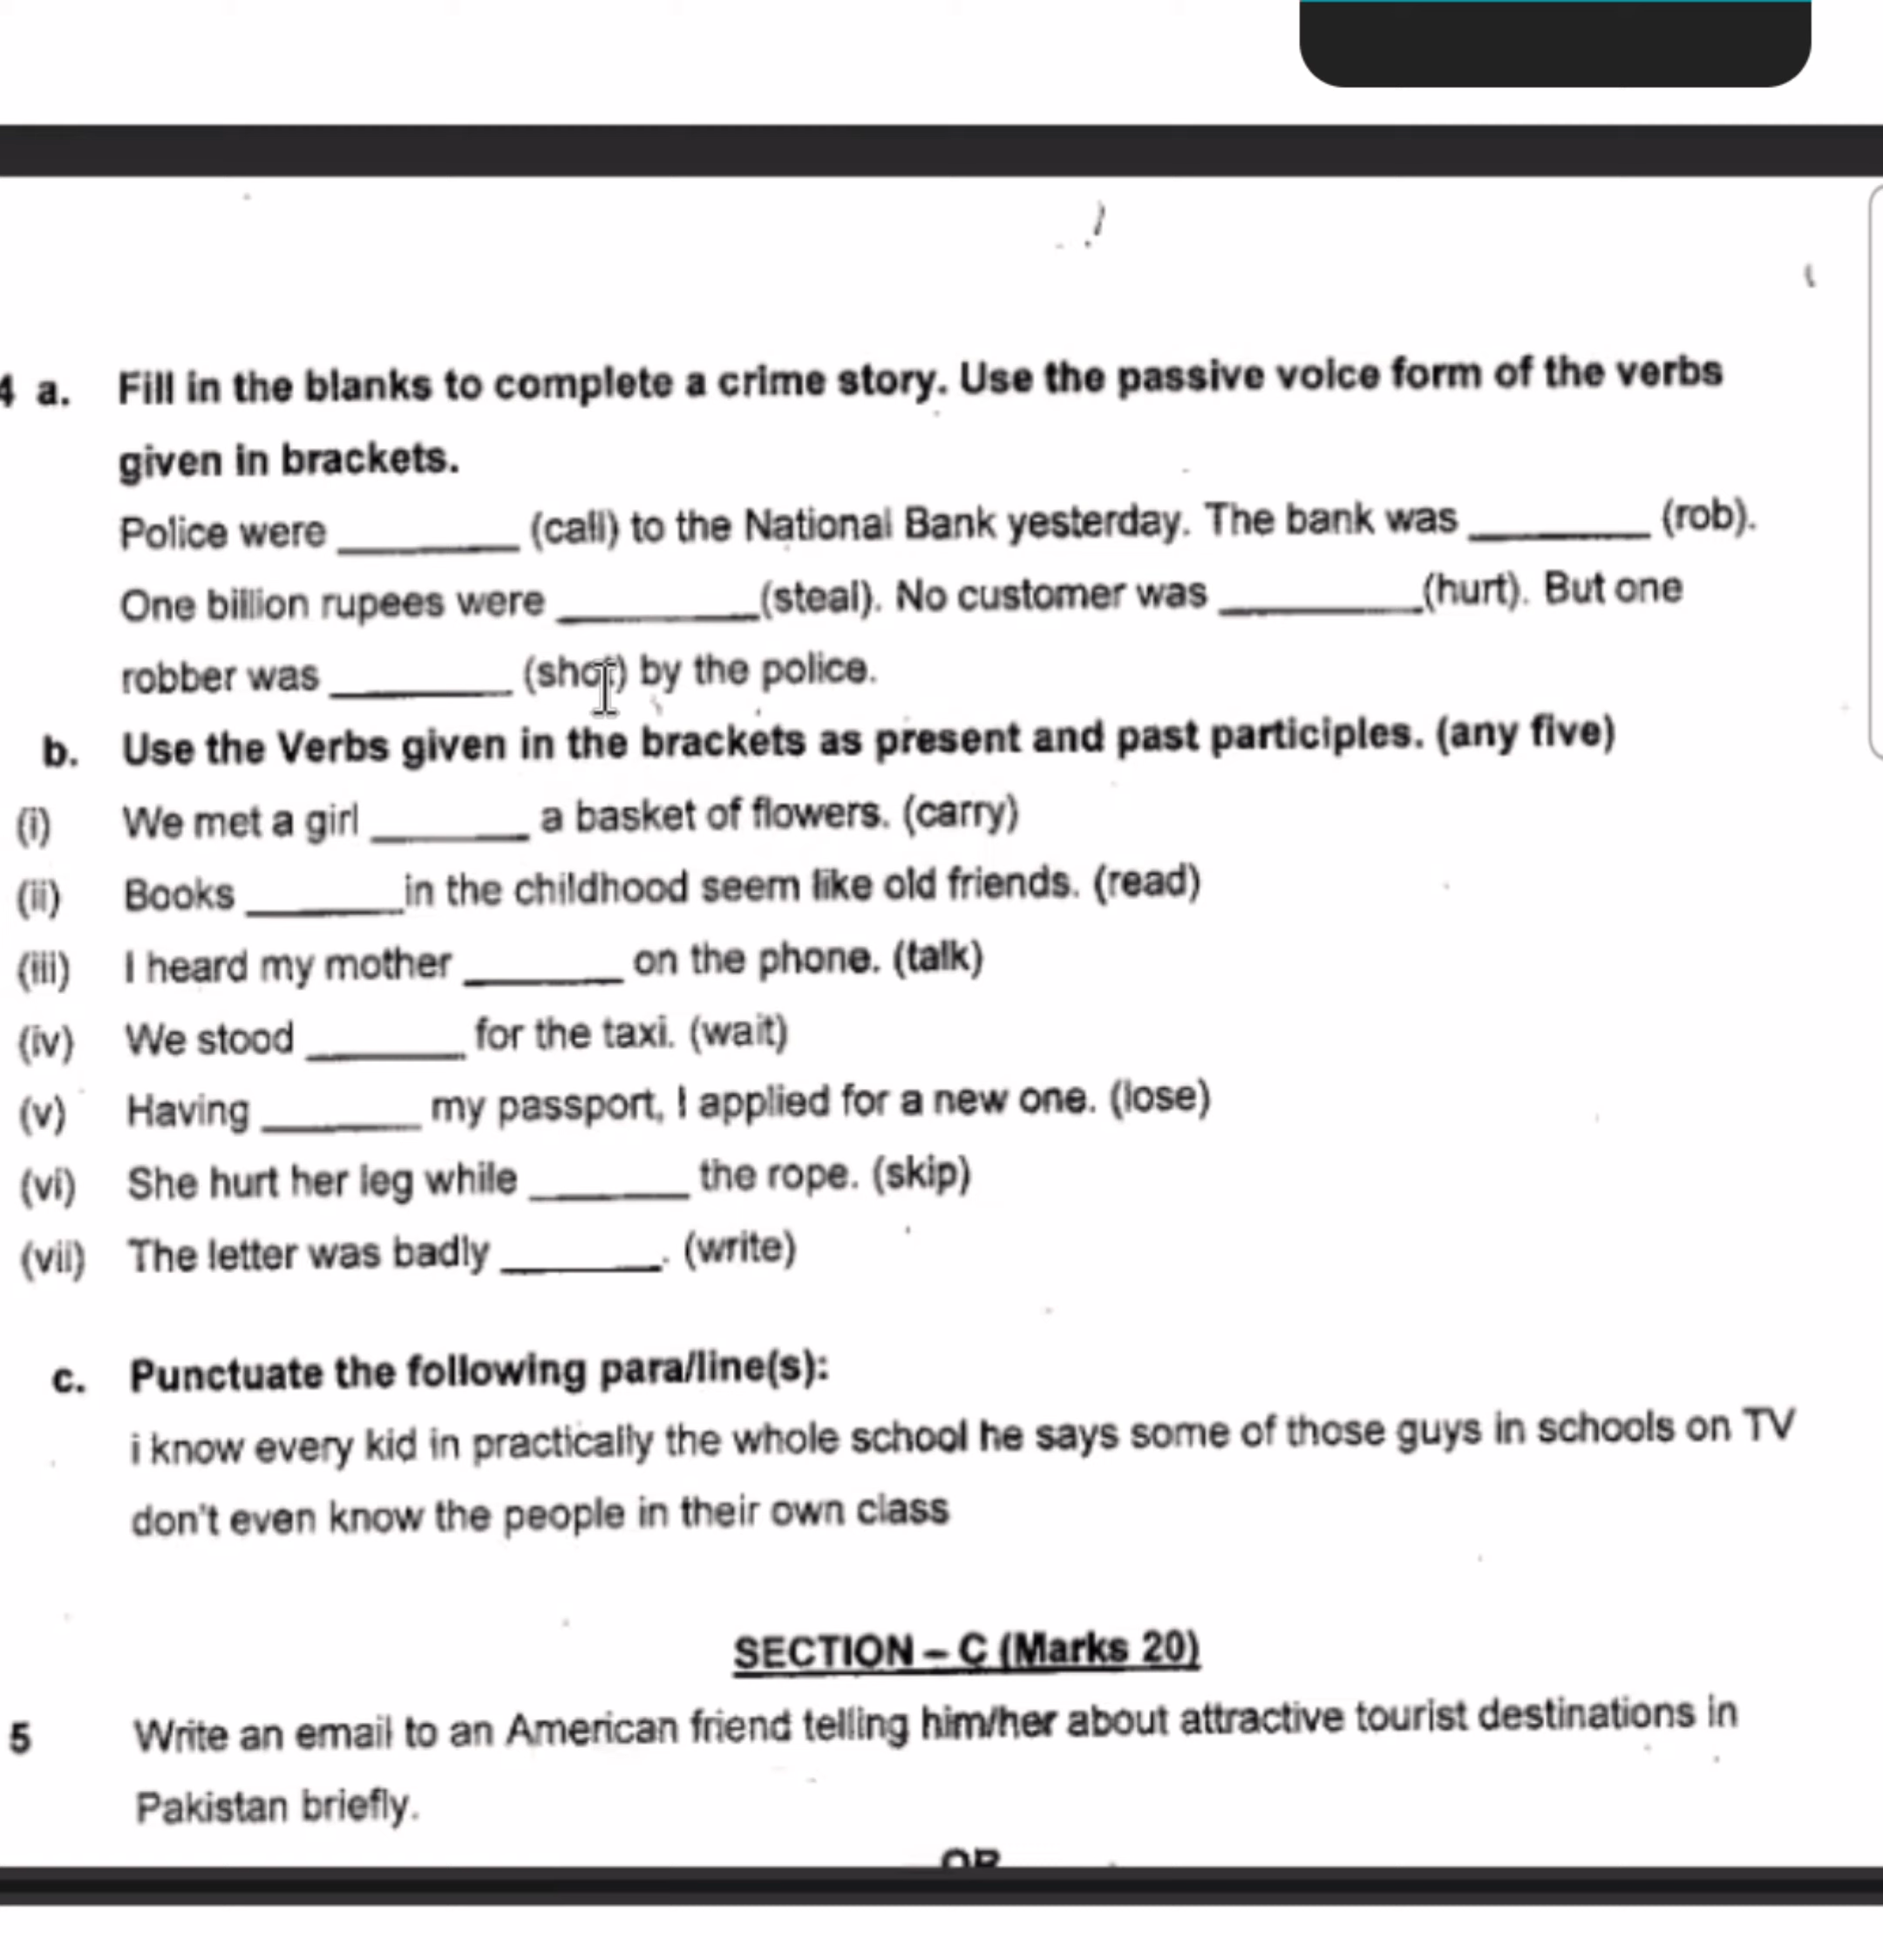 4 a. Fill in the blanks to complete a crime story. Use the passive voice form of the verbs
given in brackets.
Police were ________ (call) to the National Bank yesterday. The bank was ________ (rob).
One billion rupees were ________(steal). No customer was ________(hurt). But one
robber was ________ (shot) by the police.
b. Use the Verbs given in the brackets as present and past participles. (any five)
(i) We met a girl _______ a basket of flowers. (carry)
(ii) Books _______in the childhood seem like old friends. (read)
(iii) I heard my mother _______ on the phone. (talk)
(iv) We stood _______ for the taxi. (wait)
(v) Having _______ my passport, I applied for a new one. (lose)
(vi) She hurt her leg while _______ the rope. (skip)
(vii) The letter was badly _______. (write)
c. Punctuate the following para/line(s):
i know every kid in practically the whole school he says some of those guys in schools on TV
don't even know the people in their own class
SECTION – C (Marks 20)
5 Write an email to an American friend telling him/her about attractive tourist destinations in
Pakistan briefly.
OR